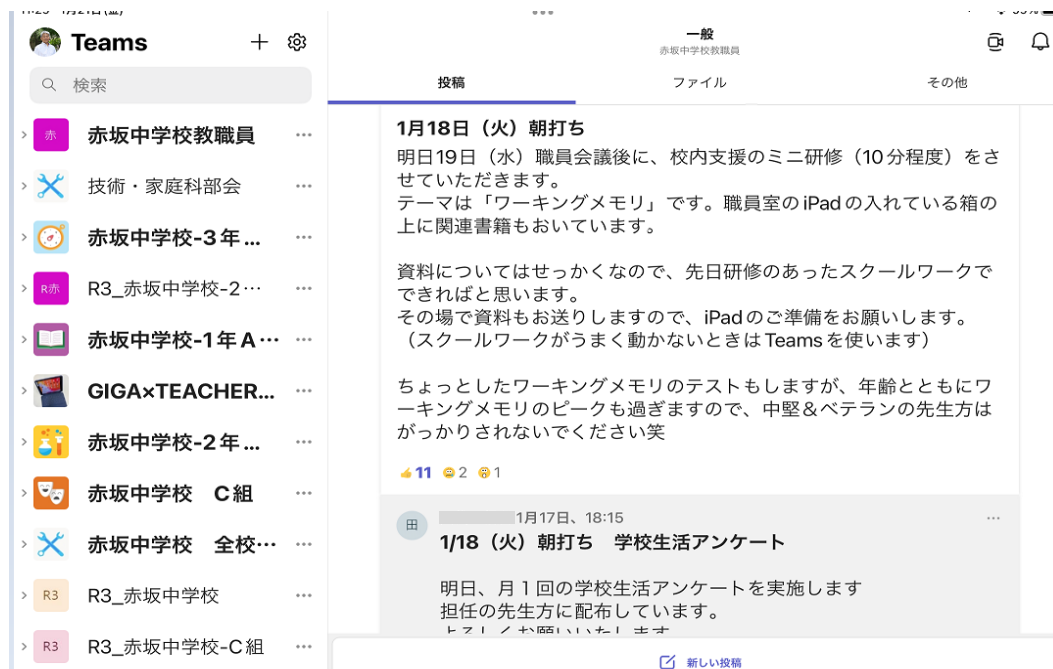 Teams
検索
赤
赤坂中学校教職員
技術・家庭科部会
赤坂中学校-3年...
R赤
R3_赤坂中学校-2…
赤坂中学校-1年A…
GIGA×TEACHER...
赤坂中学校-2年...
赤坂中学校　C組
赤坂中学校　全校…
R3
R3_赤坂中学校
R3
R3_赤坂中学校-C組
一般
赤坂中学校教職員
投稿
ファイル
その他
1月18日（火）朝打ち
明日19日（水）職員会議後に、校内支援のミニ研修（10分程度）をさ
せていただきます。
テーマは「ワーキングメモリ」です。職員室のiPadの入れている箱の
上に関連書籍もおいています。
資料についてはせっかくなので、先日研修のあったスクールワークで
できればと思います。
その場で資料もお送りしますので、iPadのご準備をお願いします。
（スクールワークがうまく動かないときはTeamsを使います）
ちょっとしたワーキングメモリのテストもしますが、年齢とともにワ
ーキングメモリのピークも過ぎますので、中堅＆ベテランの先生方は
がっかりされないでください笑
11 2 1
田
1月17日、18:15
1/18（火）朝打ち　学校生活アンケート
明日、月１回の学校生活アンケートを実施します
担任の先生方に配布しています。
よろしくお願いいたします
新しい投稿